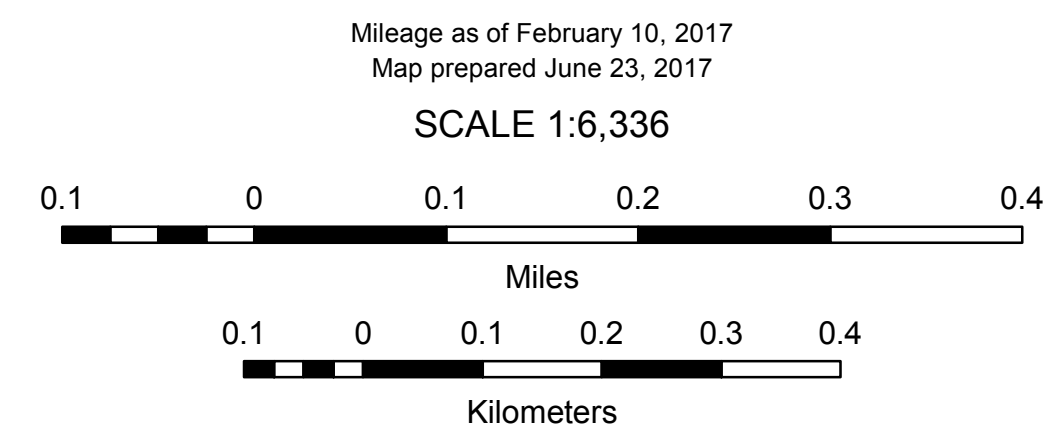 Mileage as of February 10, 2017
Map prepared June 23, 2017
SCALE 1:6,336
0.1 0 0.1 0.2 0.3 0.4
Miles
0.1 0 0.1 0.2 0.3 0.4
Kilometers